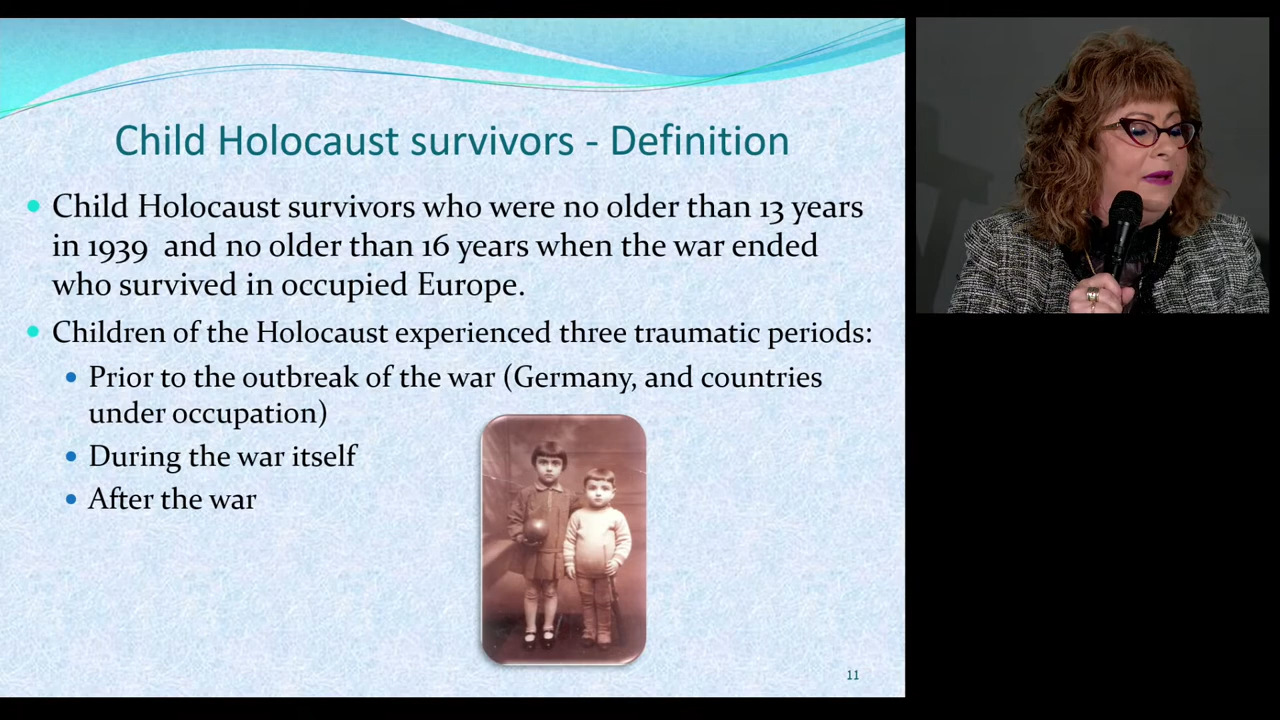 Child Holocaust survivors - Definition
• Child Holocaust survivors who were no older than 13 years
in 1939 and no older than 16 years when the war ended
who survived in occupied Europe.
• Children of the Holocaust experienced three traumatic periods:
• Prior to the outbreak of the war (Germany, and countries
under occupation)
• During the war itself
• After the war
11